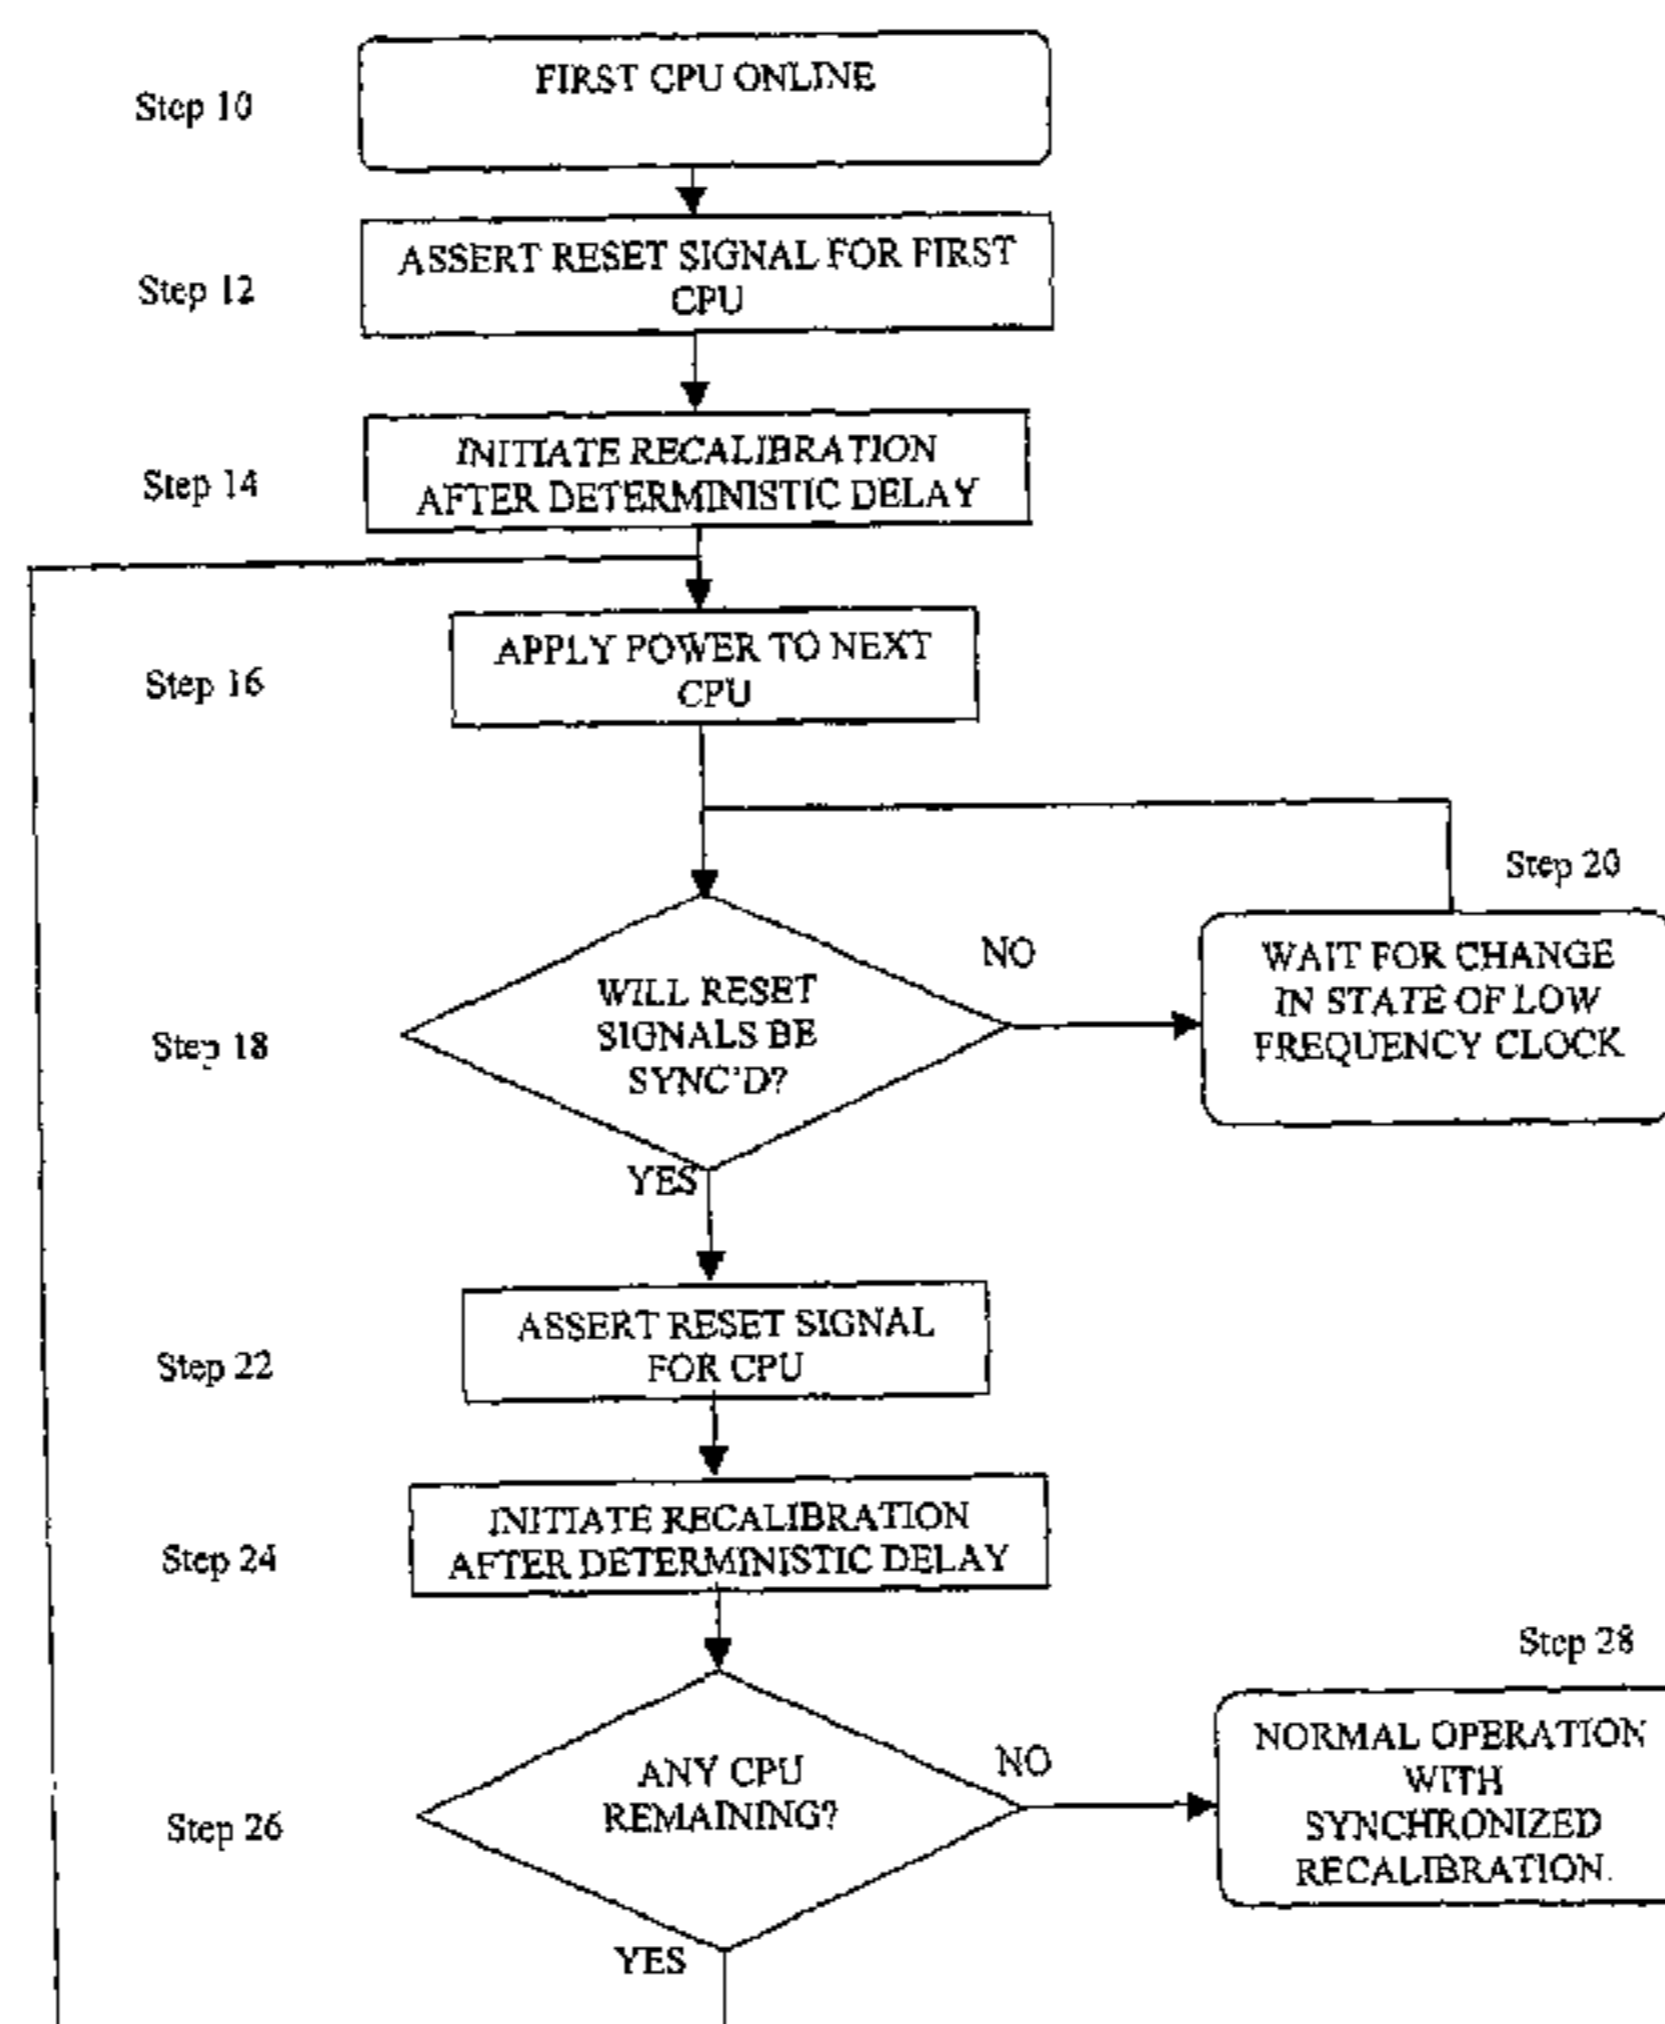 FIRST CPU ONLINE
Step 10
ASSERT RESET SIGNAL FOR FIRST
CPU
Step 12
INITIATE RECALIBRATION
AFTER DETERMINISTIC DELAY
Step 14
APPLY POWER TO NEXT
CPU
Step 16
Step 20
NO
WAIT FOR CHANGE
IN STATE OF LOW
FREQUENCY CLOCK
WILL RESET
SIGNALS BE
SYNC'D?
Step 18
YES
ASSERT RESET SIGNAL
FOR CPU
Step 22
INITIATE RECALIBRATION
AFTER DETERMINISTIC DELAY
Step 24
Step 28
NO
NORMAL OPERATION
WITH
SYNCHRONIZED
RECALIBRATION.
ANY CPU
REMAINING?
Step 26
YES